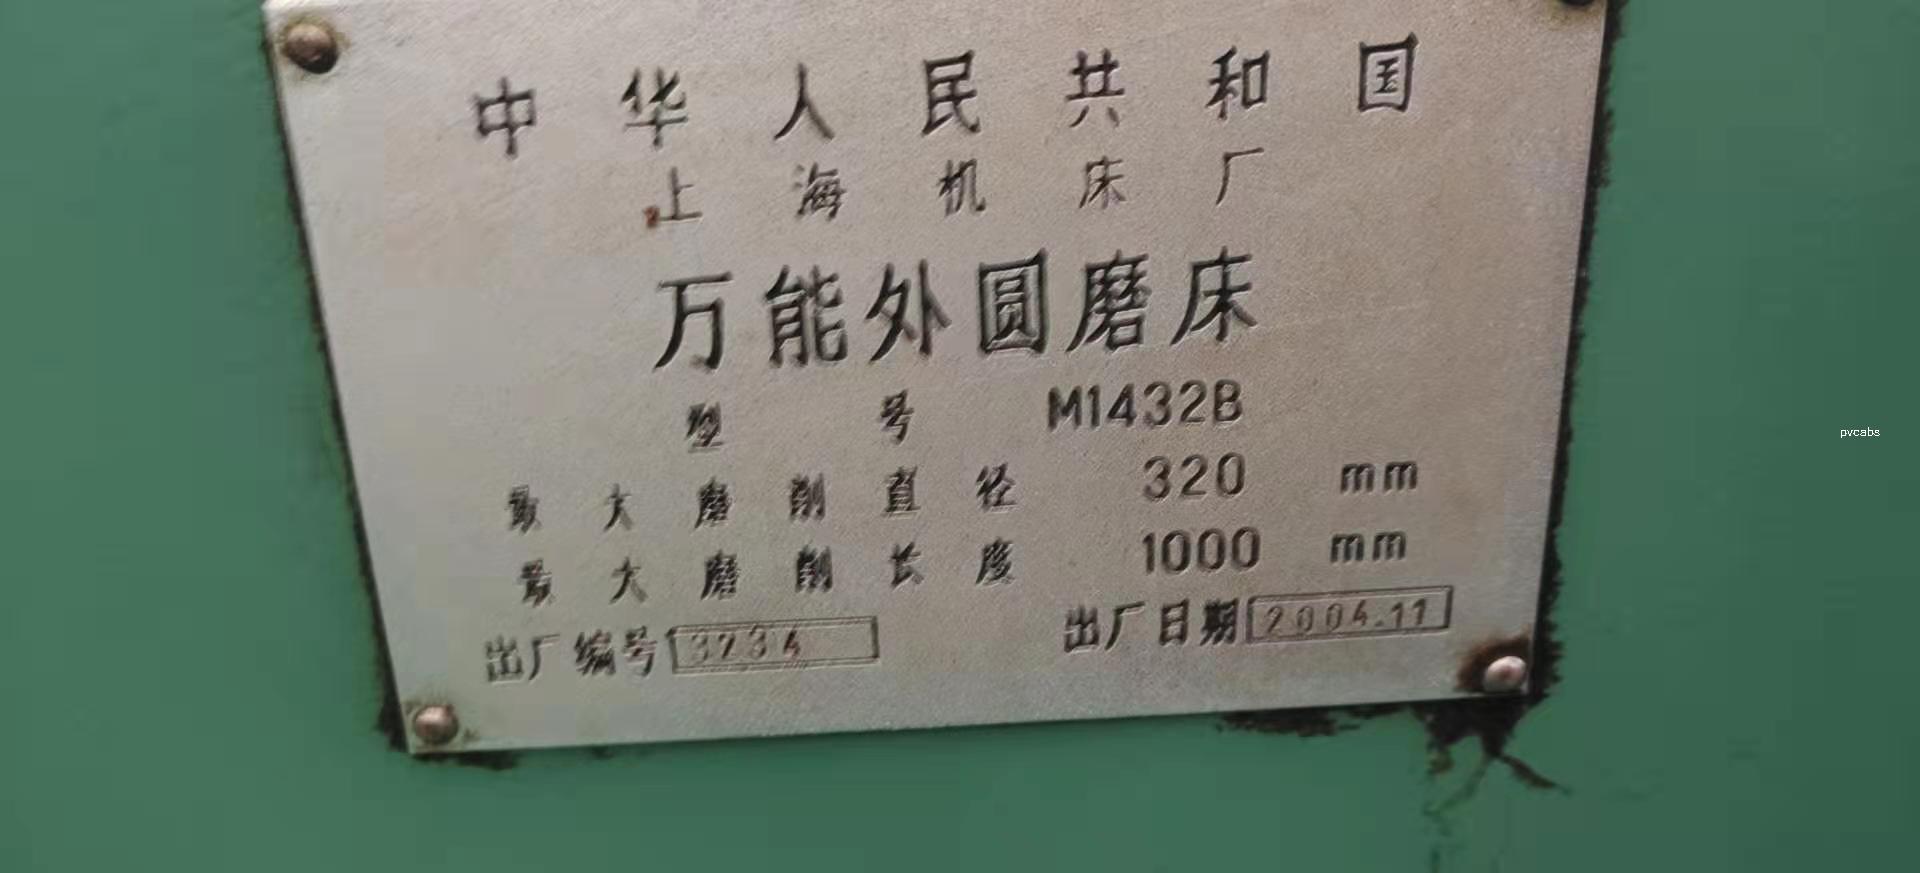 中华人民共和国
上海机床厂
万能外圆磨床
型号 M1432B
最大磨削直径 320 mm
最大磨削长度 1000 mm
出厂编号 3734 出厂日期 2004.11
pvcabs